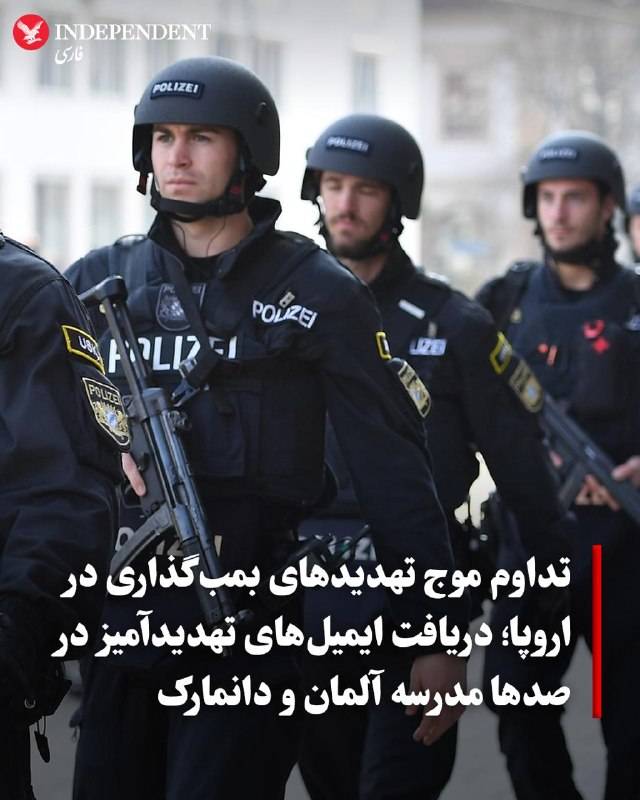 INDEPENDENT
فارسی
POLIZEI
POLIZEI
POLIZEI
POLIZEI
POLIZEI
تداوم موج تهدیدهای بمب‌گذاری در
اروپا؛ دریافت ایمیل‌های تهدیدآمیز در
صدها مدرسه آلمان و دانمارک